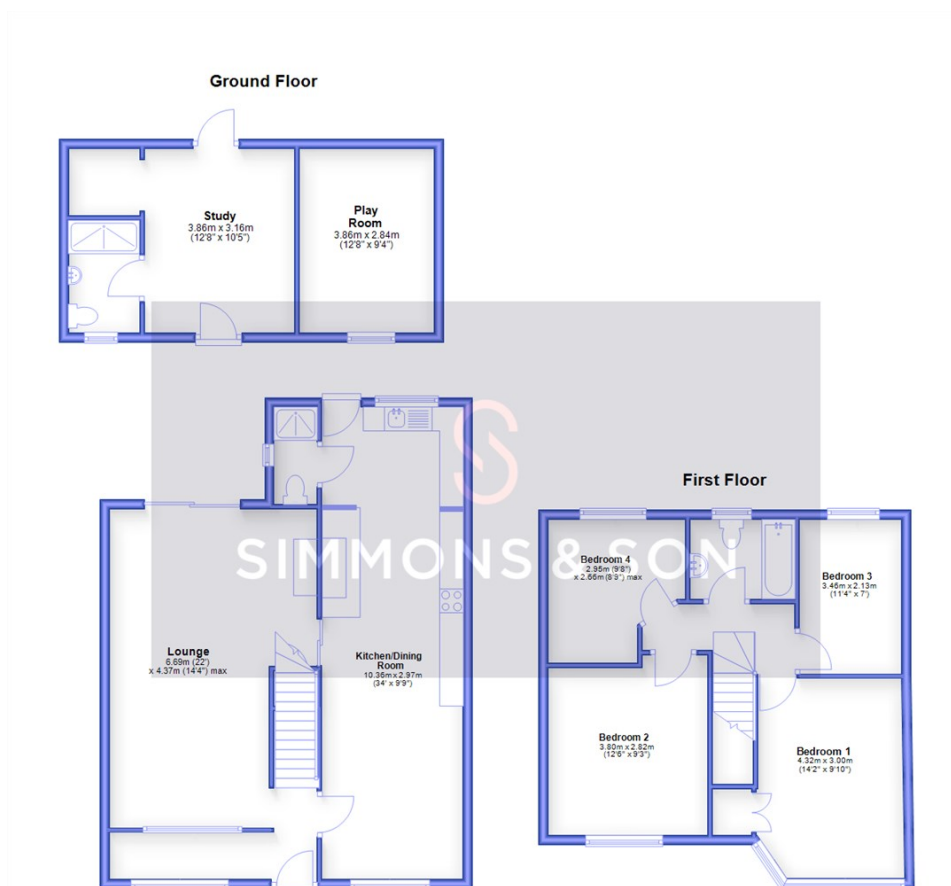 Ground Floor
Study
3.86m x 3.16m
(12'8" x 10'5")
Play
Room
3.86m x 2.84m
(12'8" x 9'4")
First Floor
SIMMONS & SON
Bedroom 4
2.95m (9'8")
x 2.66m (8'9") max
Bedroom 3
3.46m x 2.13m
(11'4" x 7')
Lounge
6.69m (22')
x 4.37m (14'4") max
Kitchen/Dining
Room
10.36m x 2.97m
(34' x 9'9")
Bedroom 2
3.80m x 2.82m
(12'6" x 9'3")
Bedroom 1
4.32m x 3.00m
(14'2" x 9'10")